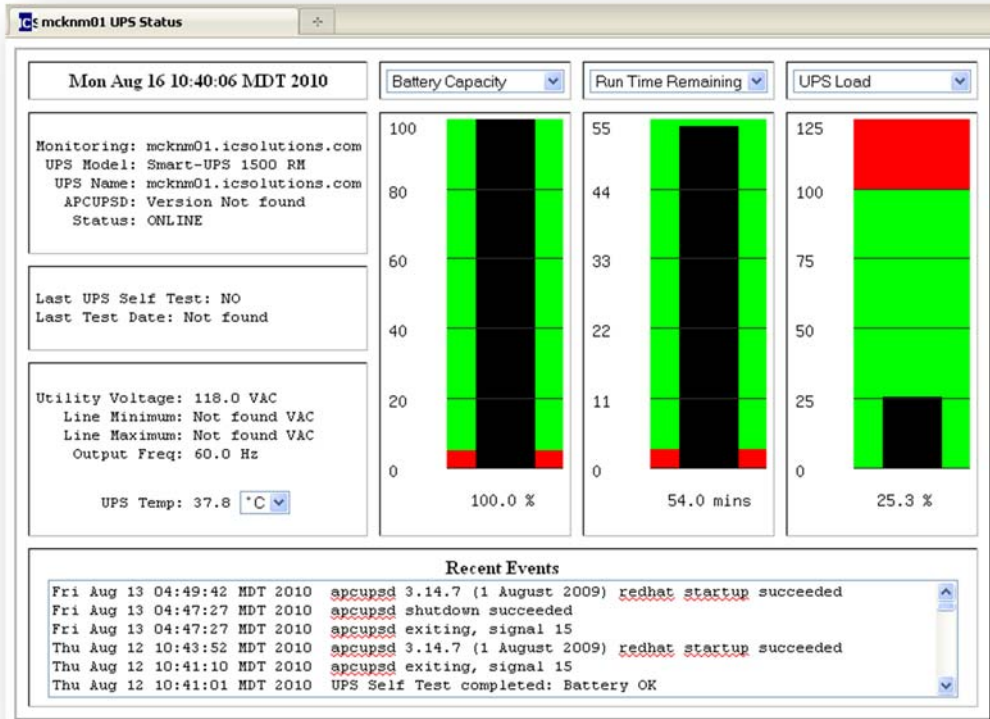 ICS mcknm01 UPS Status
Mon Aug 16 10:40:06 MDT 2010
Monitoring: mcknm01.icsolutions.com
UPS Model: Smart-UPS 1500 RM
UPS Name: mcknm01.icsolutions.com
APCUPSD: Version Not found
Status: ONLINE
Last UPS Self Test: NO
Last Test Date: Not found
Utility Voltage: 118.0 VAC
Line Minimum: Not found VAC
Line Maximum: Not found VAC
Output Freq: 60.0 Hz
UPS Temp: 37.8 °C
Battery Capacity
100
80
60
40
20
0
100.0 %
Run Time Remaining
55
44
33
22
11
0
54.0 mins
UPS Load
125
100
75
50
25
0
25.3 %
Recent Events
Fri Aug 13 04:49:42 MDT 2010 apcupsd 3.14.7 (1 August 2009) redhat startup succeeded
Fri Aug 13 04:47:27 MDT 2010 apcupsd shutdown succeeded
Fri Aug 13 04:47:27 MDT 2010 apcupsd exiting, signal 15
Thu Aug 12 10:43:52 MDT 2010 apcupsd 3.14.7 (1 August 2009) redhat startup succeeded
Thu Aug 12 10:41:10 MDT 2010 apcupsd exiting, signal 15
Thu Aug 12 10:41:01 MDT 2010 UPS Self Test completed: Battery OK